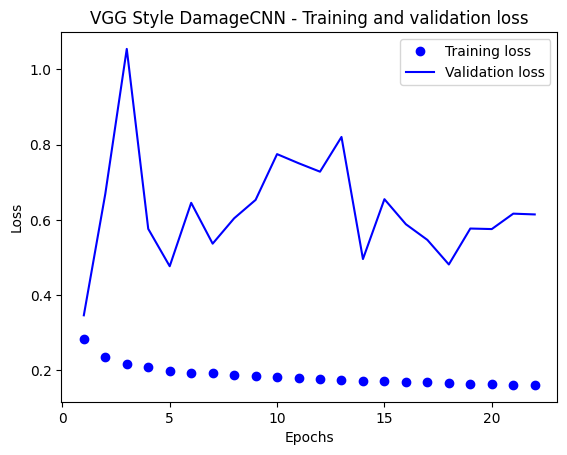 VGG Style DamageCNN - Training and validation loss
Training loss
Validation loss
1.0
0.8
0.6
0.4
0.2
Loss
0
5
10
15
20
Epochs